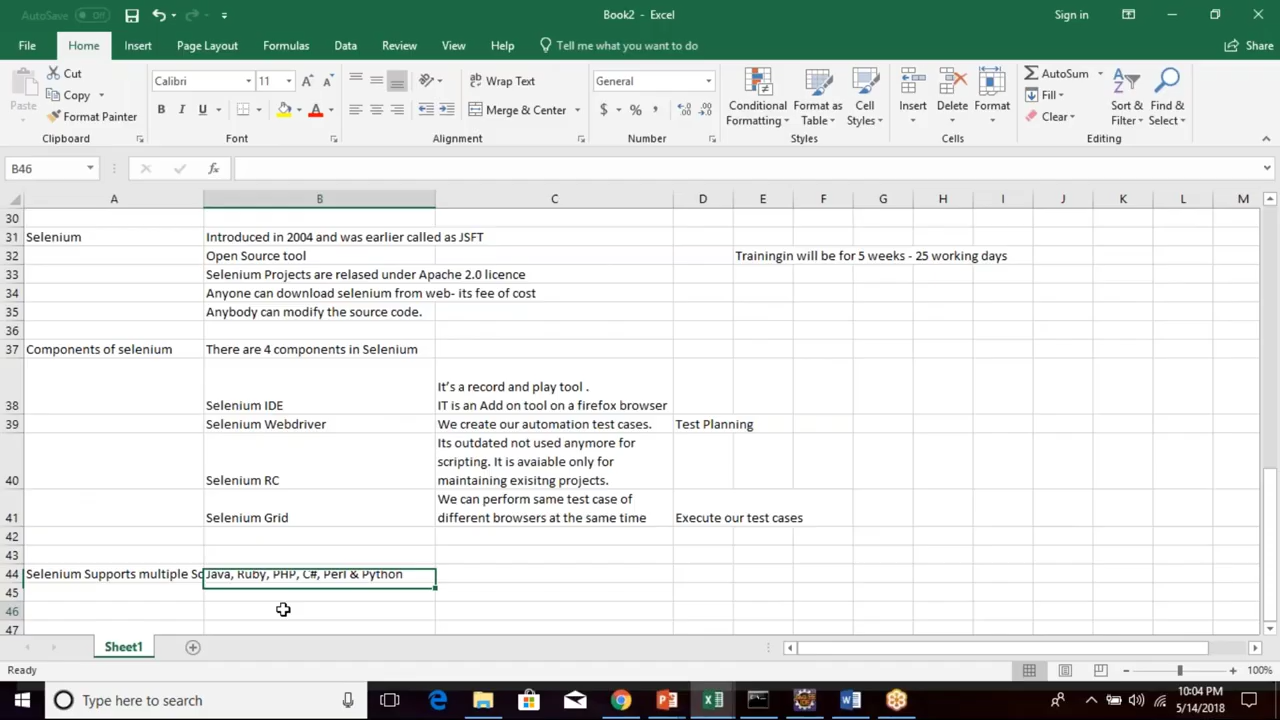 AutoSave Off
Book2 - Excel
Sign in
File Home Insert Page Layout Formulas Data Review View Help Tell me what you want to do Share
Paste
Cut
Copy
Format Painter
Clipboard
Calibri 11
B I U
Font
Wrap Text
Merge & Center
Alignment
General
$ % ,
Number
Conditional Formatting
Format as Table
Cell Styles
Styles
Insert Delete Format
Cells
AutoSum
Fill
Clear
Sort & Filter
Find & Select
Editing
B46 fx
A B C D E F G H I J K L M
30
31 Selenium Introduced in 2004 and was earlier called as JSFT
32 Open Source tool Trainingin will be for 5 weeks - 25 working days
33 Selenium Projects are relased under Apache 2.0 licence
34 Anyone can download selenium from web- its fee of cost
35 Anybody can modify the source code.
36
37 Components of selenium There are 4 components in Selenium
It's a record and play tool .
38 Selenium IDE IT is an Add on tool on a firefox browser
39 Selenium Webdriver We create our automation test cases. Test Planning
Its outdated not used anymore for
scripting. It is avaiable only for
40 Selenium RC maintaining exisitng projects.
We can perform same test case of
41 Selenium Grid different browsers at the same time Execute our test cases
42
43
44 Selenium Supports multiple Sc Java, Ruby, PHP, C#, Perl & Python
45
46
47
Sheet1
Ready 100%
Type here to search
10:04 PM
5/14/2018